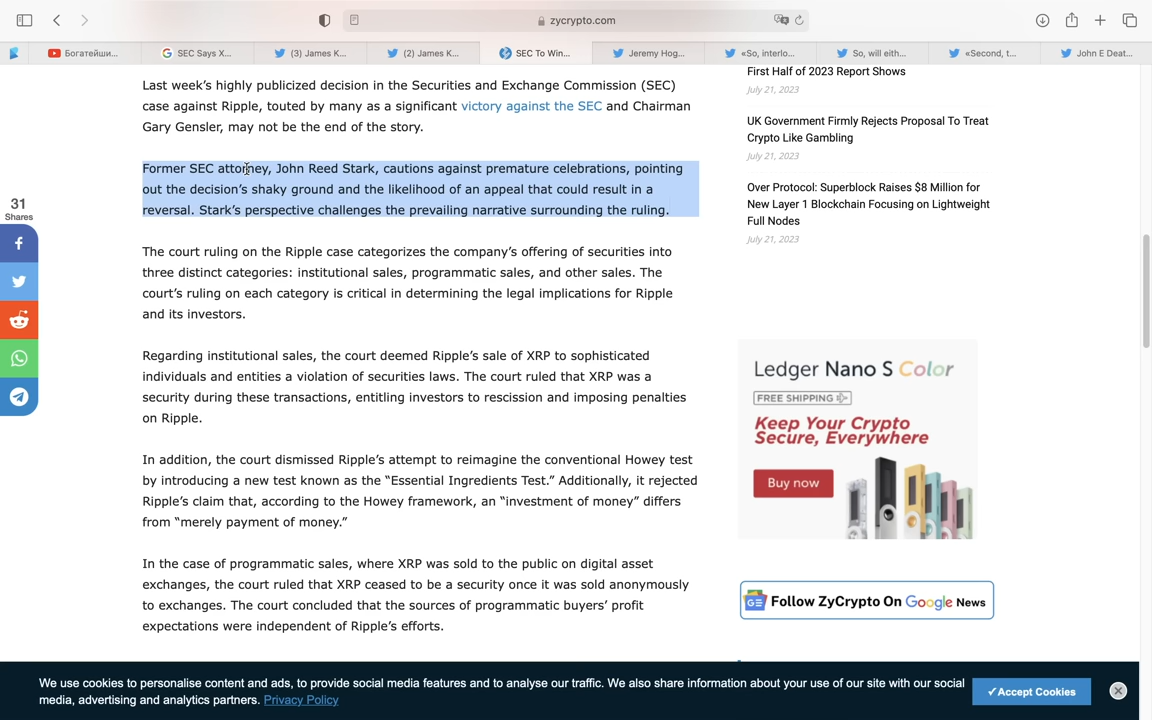 zycrypto.com
Богатейши...
SEC Says X...
(3) James K...
(2) James K...
SEC To Win...
Jeremy Hog...
«So, interlo...
So, will eith...
«Second, t...
John E Deat...
Last week's highly publicized decision in the Securities and Exchange Commission (SEC)
case against Ripple, touted by many as a significant victory against the SEC and Chairman
Gary Gensler, may not be the end of the story.
Former SEC attorney, John Reed Stark, cautions against premature celebrations, pointing
out the decision's shaky ground and the likelihood of an appeal that could result in a
reversal. Stark's perspective challenges the prevailing narrative surrounding the ruling.
The court ruling on the Ripple case categorizes the company's offering of securities into
three distinct categories: institutional sales, programmatic sales, and other sales. The
court's ruling on each category is critical in determining the legal implications for Ripple
and its investors.
Regarding institutional sales, the court deemed Ripple's sale of XRP to sophisticated
individuals and entities a violation of securities laws. The court ruled that XRP was a
security during these transactions, entitling investors to rescission and imposing penalties
on Ripple.
In addition, the court dismissed Ripple's attempt to reimagine the conventional Howey test
by introducing a new test known as the “Essential Ingredients Test.” Additionally, it rejected
Ripple's claim that, according to the Howey framework, an “investment of money” differs
from “merely payment of money.”
In the case of programmatic sales, where XRP was sold to the public on digital asset
exchanges, the court ruled that XRP ceased to be a security once it was sold anonymously
to exchanges. The court concluded that the sources of programmatic buyers' profit
expectations were independent of Ripple's efforts.
31
Shares
First Half of 2023 Report Shows
July 21, 2023
UK Government Firmly Rejects Proposal To Treat
Crypto Like Gambling
July 21, 2023
Over Protocol: Superblock Raises $8 Million for
New Layer 1 Blockchain Focusing on Lightweight
Full Nodes
July 21, 2023
Ledger Nano S Color
FREE SHIPPING
Keep Your Crypto
Secure, Everywhere
Buy now
Follow ZyCrypto On Google News
We use cookies to personalise content and ads, to provide social media features and to analyse our traffic. We also share information about your use of our site with our social
media, advertising and analytics partners. Privacy Policy
✓Accept Cookies